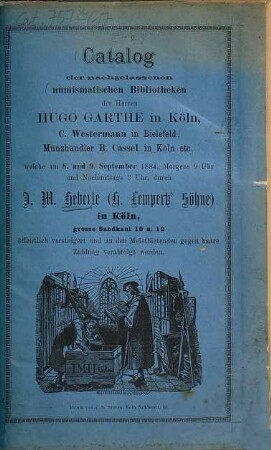 Catalog
der nachgelassenen
numismatischen Bibliotheken
der Herren
HUGO GARTHE in Köln,
C. Westermann in Bielefeld,
Münzhändler B. Cassel in Köln etc.
welche am 8. und 9. September 1884, Morgens 9 Uhr
und Nachmittags 3 Uhr, durch
J. M. Heberle (H. Lempertz' Söhne)
in Köln,
grosse Sandkaul 10 u. 12
öffentlich versteigert und an den Meistbietenden gegen baare
Zahlung verabfolgt werden.
IMHG